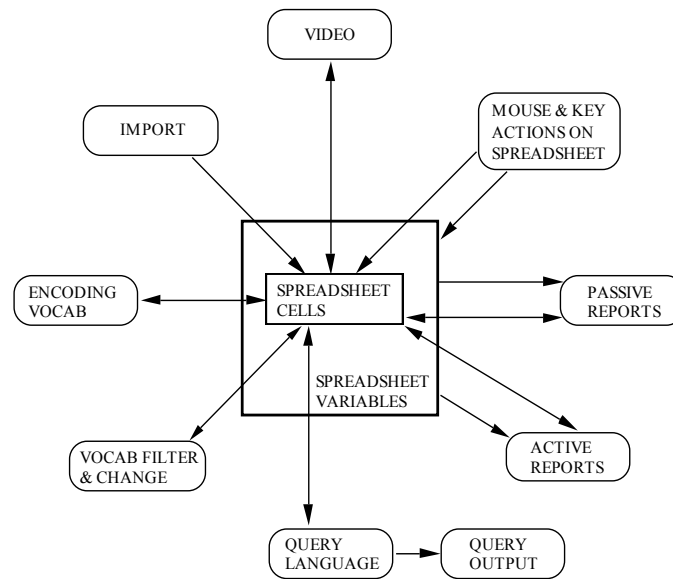 VIDEO
IMPORT
MOUSE & KEY
ACTIONS ON
SPREADSHEET
ENCODING
VOCAB
SPREADSHEET
CELLS
PASSIVE
REPORTS
SPREADSHEET
VARIABLES
VOCAB FILTER
& CHANGE
ACTIVE
REPORTS
QUERY
LANGUAGE
QUERY
OUTPUT